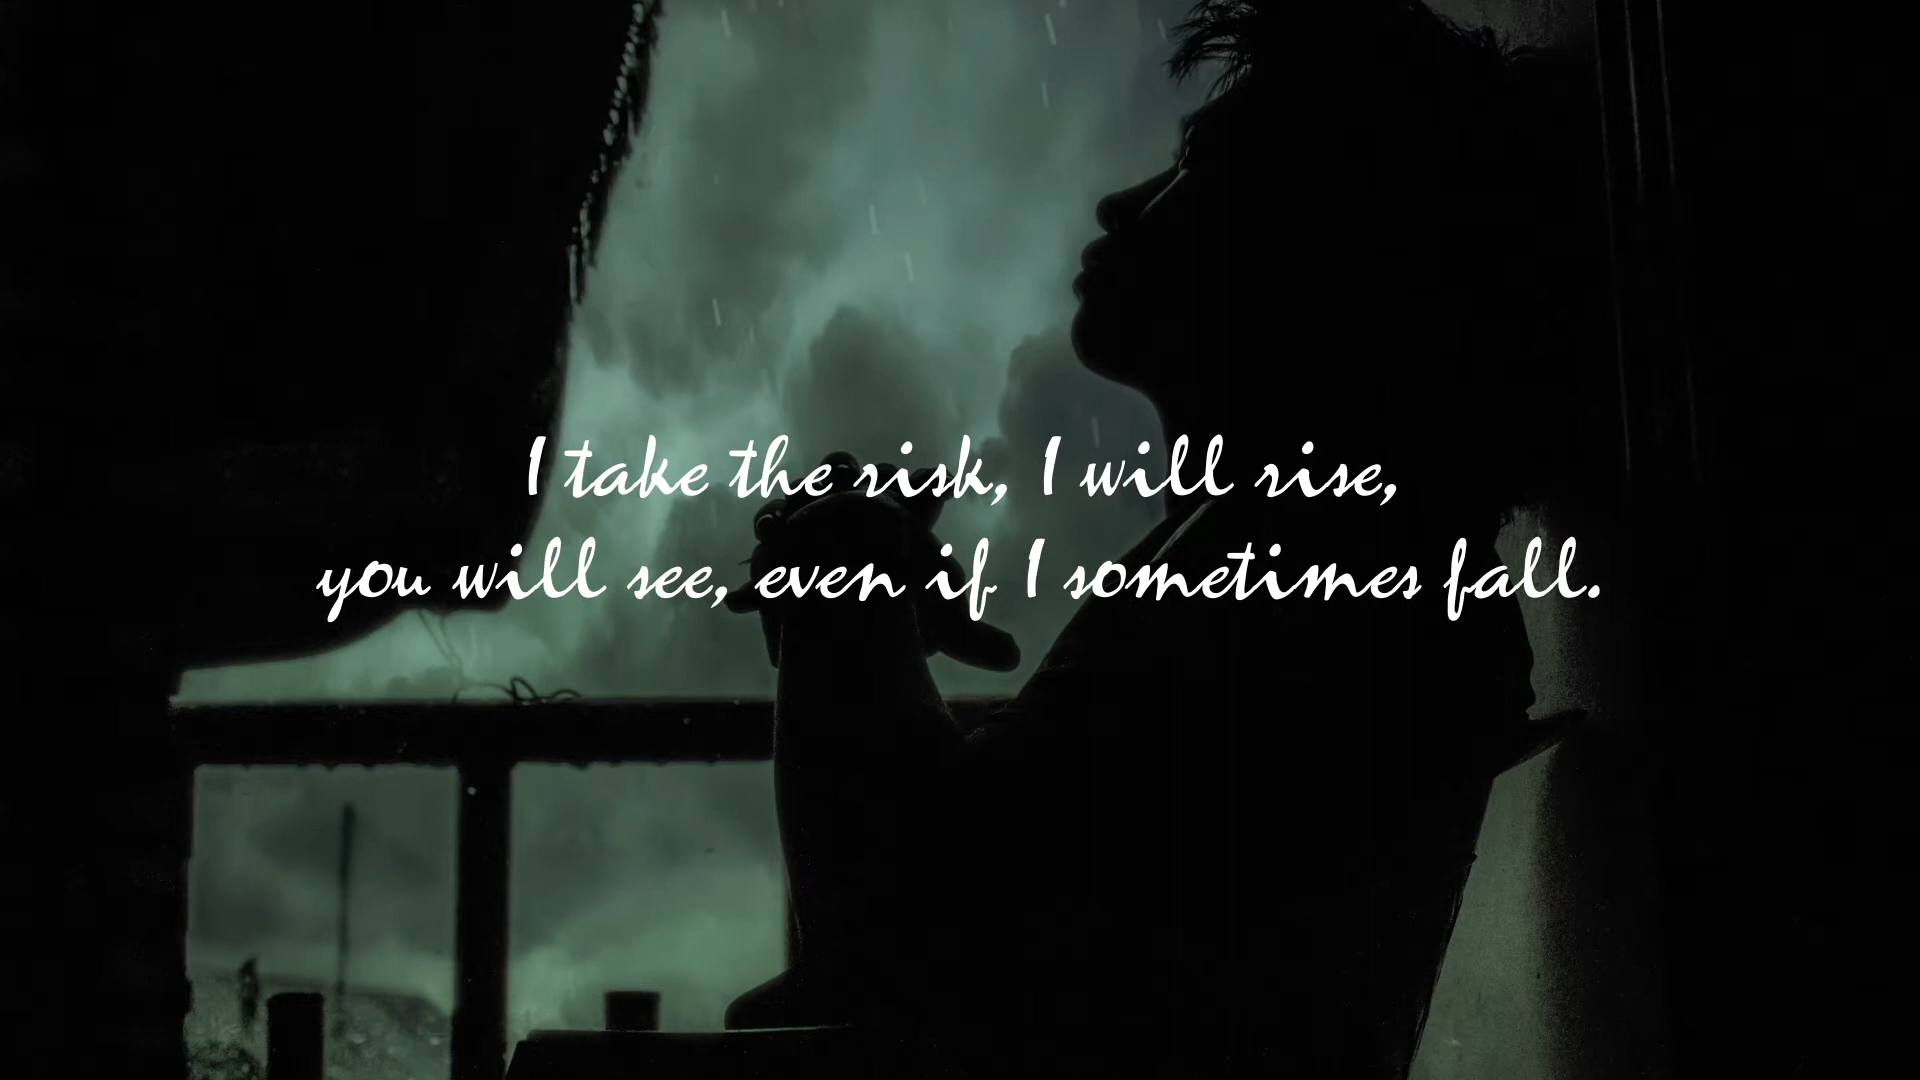 I take the risk, I will rise,
you will see, even if I sometimes fall.